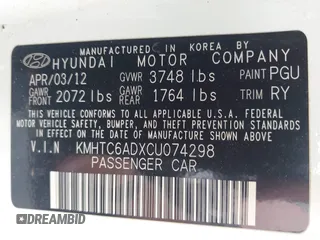 MANUFACTURED IN KOREA BY
HYUNDAI MOTOR COMPANY
APR/03/12 GVWR 3748 lbs PAINT PGU
GAWR FRONT 2072 lbs GAWR REAR 1764 lbs TRIM RY
THIS VEHICLE CONFORMS TO ALL
APPLICABLE U.S. FEDERAL MOTOR VEHICLE
SAFETY, BUMPER, AND THEFT PREVENTION
STANDARDS IN EFFECT ON THE DATE OF
MANUFACTURE SHOWN ABOVE.
V.I.N KMHTC6ADXCU074298
PASSENGER CAR
DREAMBID